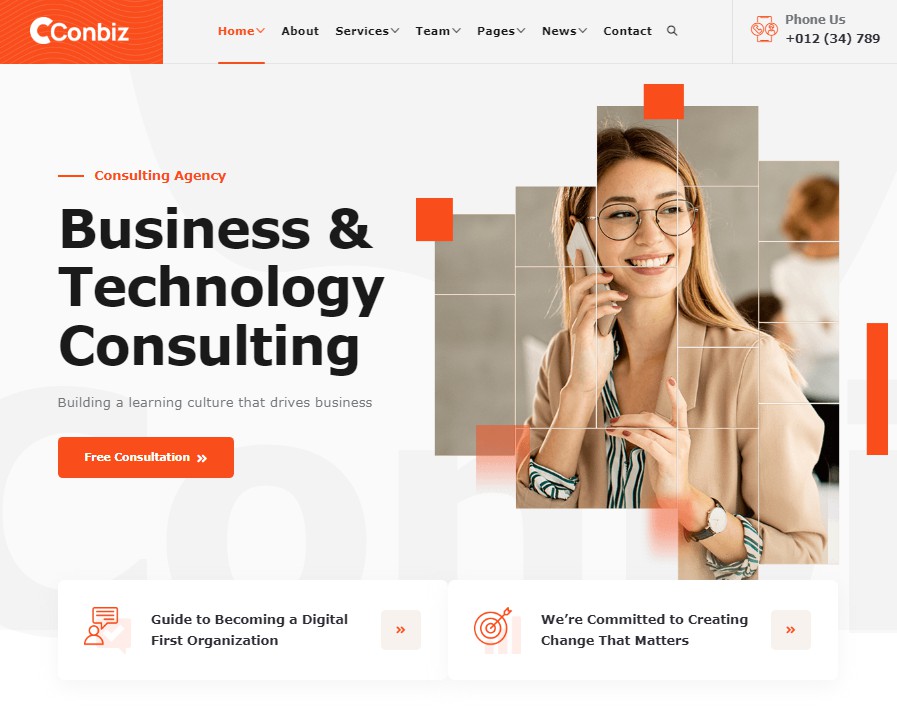 Conbiz
Home
About
Services
Team
Pages
News
Contact
Phone Us
+012 (34) 789
Consulting Agency
Business &
Technology
Consulting
Building a learning culture that drives business
Free Consultation »
Guide to Becoming a Digital
First Organization
»
We’re Committed to Creating
Change That Matters
»
Conbi